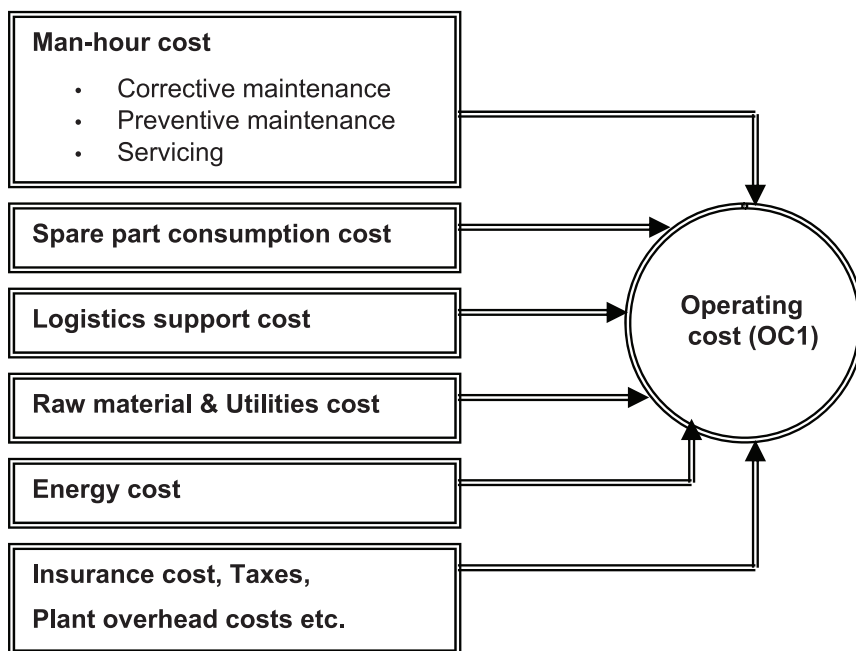 Man-hour cost
• Corrective maintenance
• Preventive maintenance
• Servicing
Spare part consumption cost
Logistics support cost
Raw material & Utilities cost
Energy cost
Insurance cost, Taxes,
Plant overhead costs etc.
Operating
cost (OC1)